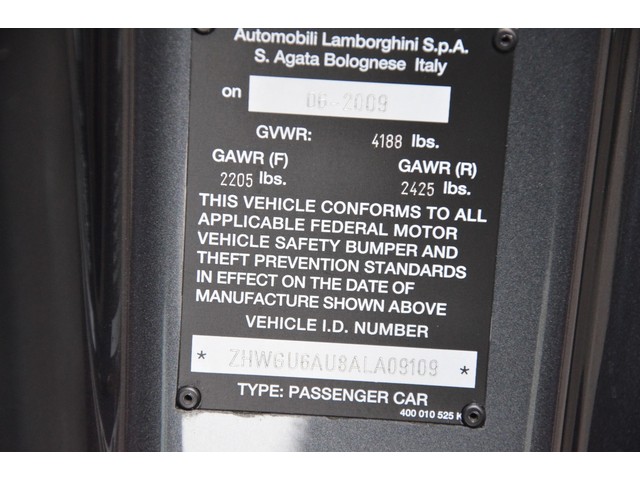 Automobili Lamborghini S.p.A.
S. Agata Bolognese Italy
on 06-2009
GVWR: 4188 lbs.
GAWR (F) GAWR (R)
2205 lbs. 2425 lbs.
THIS VEHICLE CONFORMS TO ALL
APPLICABLE FEDERAL MOTOR
VEHICLE SAFETY BUMPER AND
THEFT PREVENTION STANDARDS
IN EFFECT ON THE DATE OF
MANUFACTURE SHOWN ABOVE
VEHICLE I.D. NUMBER
* ZHWGU6AU8ALA09109 *
TYPE: PASSENGER CAR
400 010 525